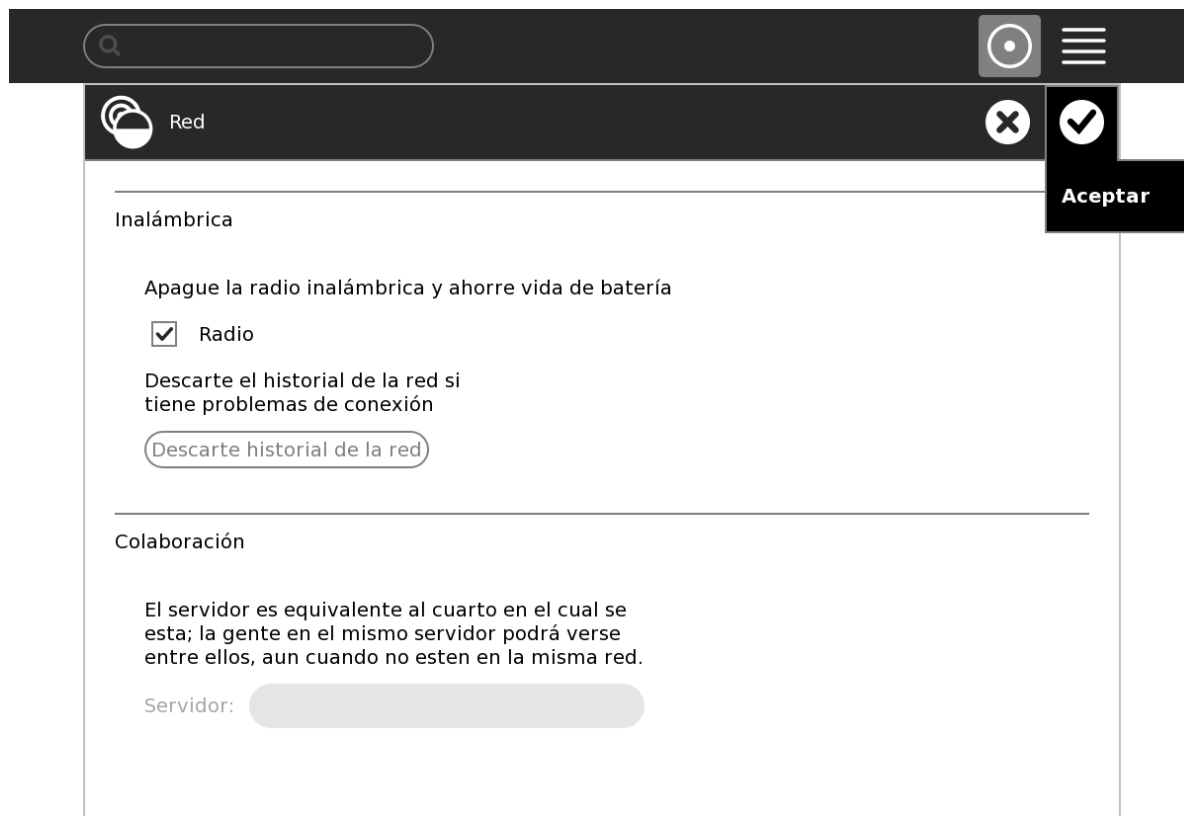 Red
Aceptar
Inalámbrica
Apague la radio inalámbrica y ahorre vida de batería
Radio
Descarte el historial de la red si
tiene problemas de conexión
Descarte historial de la red
Colaboración
El servidor es equivalente al cuarto en el cual se
esta; la gente en el mismo servidor podrá verse
entre ellos, aun cuando no esten en la misma red.
Servidor: